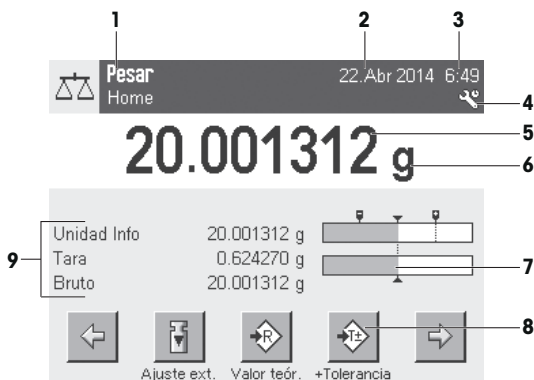 1 2 3
Pesar 22.Abr 2014 6:49
Home
4
20.001312 g
5
6
Unidad Info 20.001312 g
9 Tara 0.624270 g 7
Bruto 20.001312 g
R T± 8
Ajuste ext. Valor teór. +Tolerancia